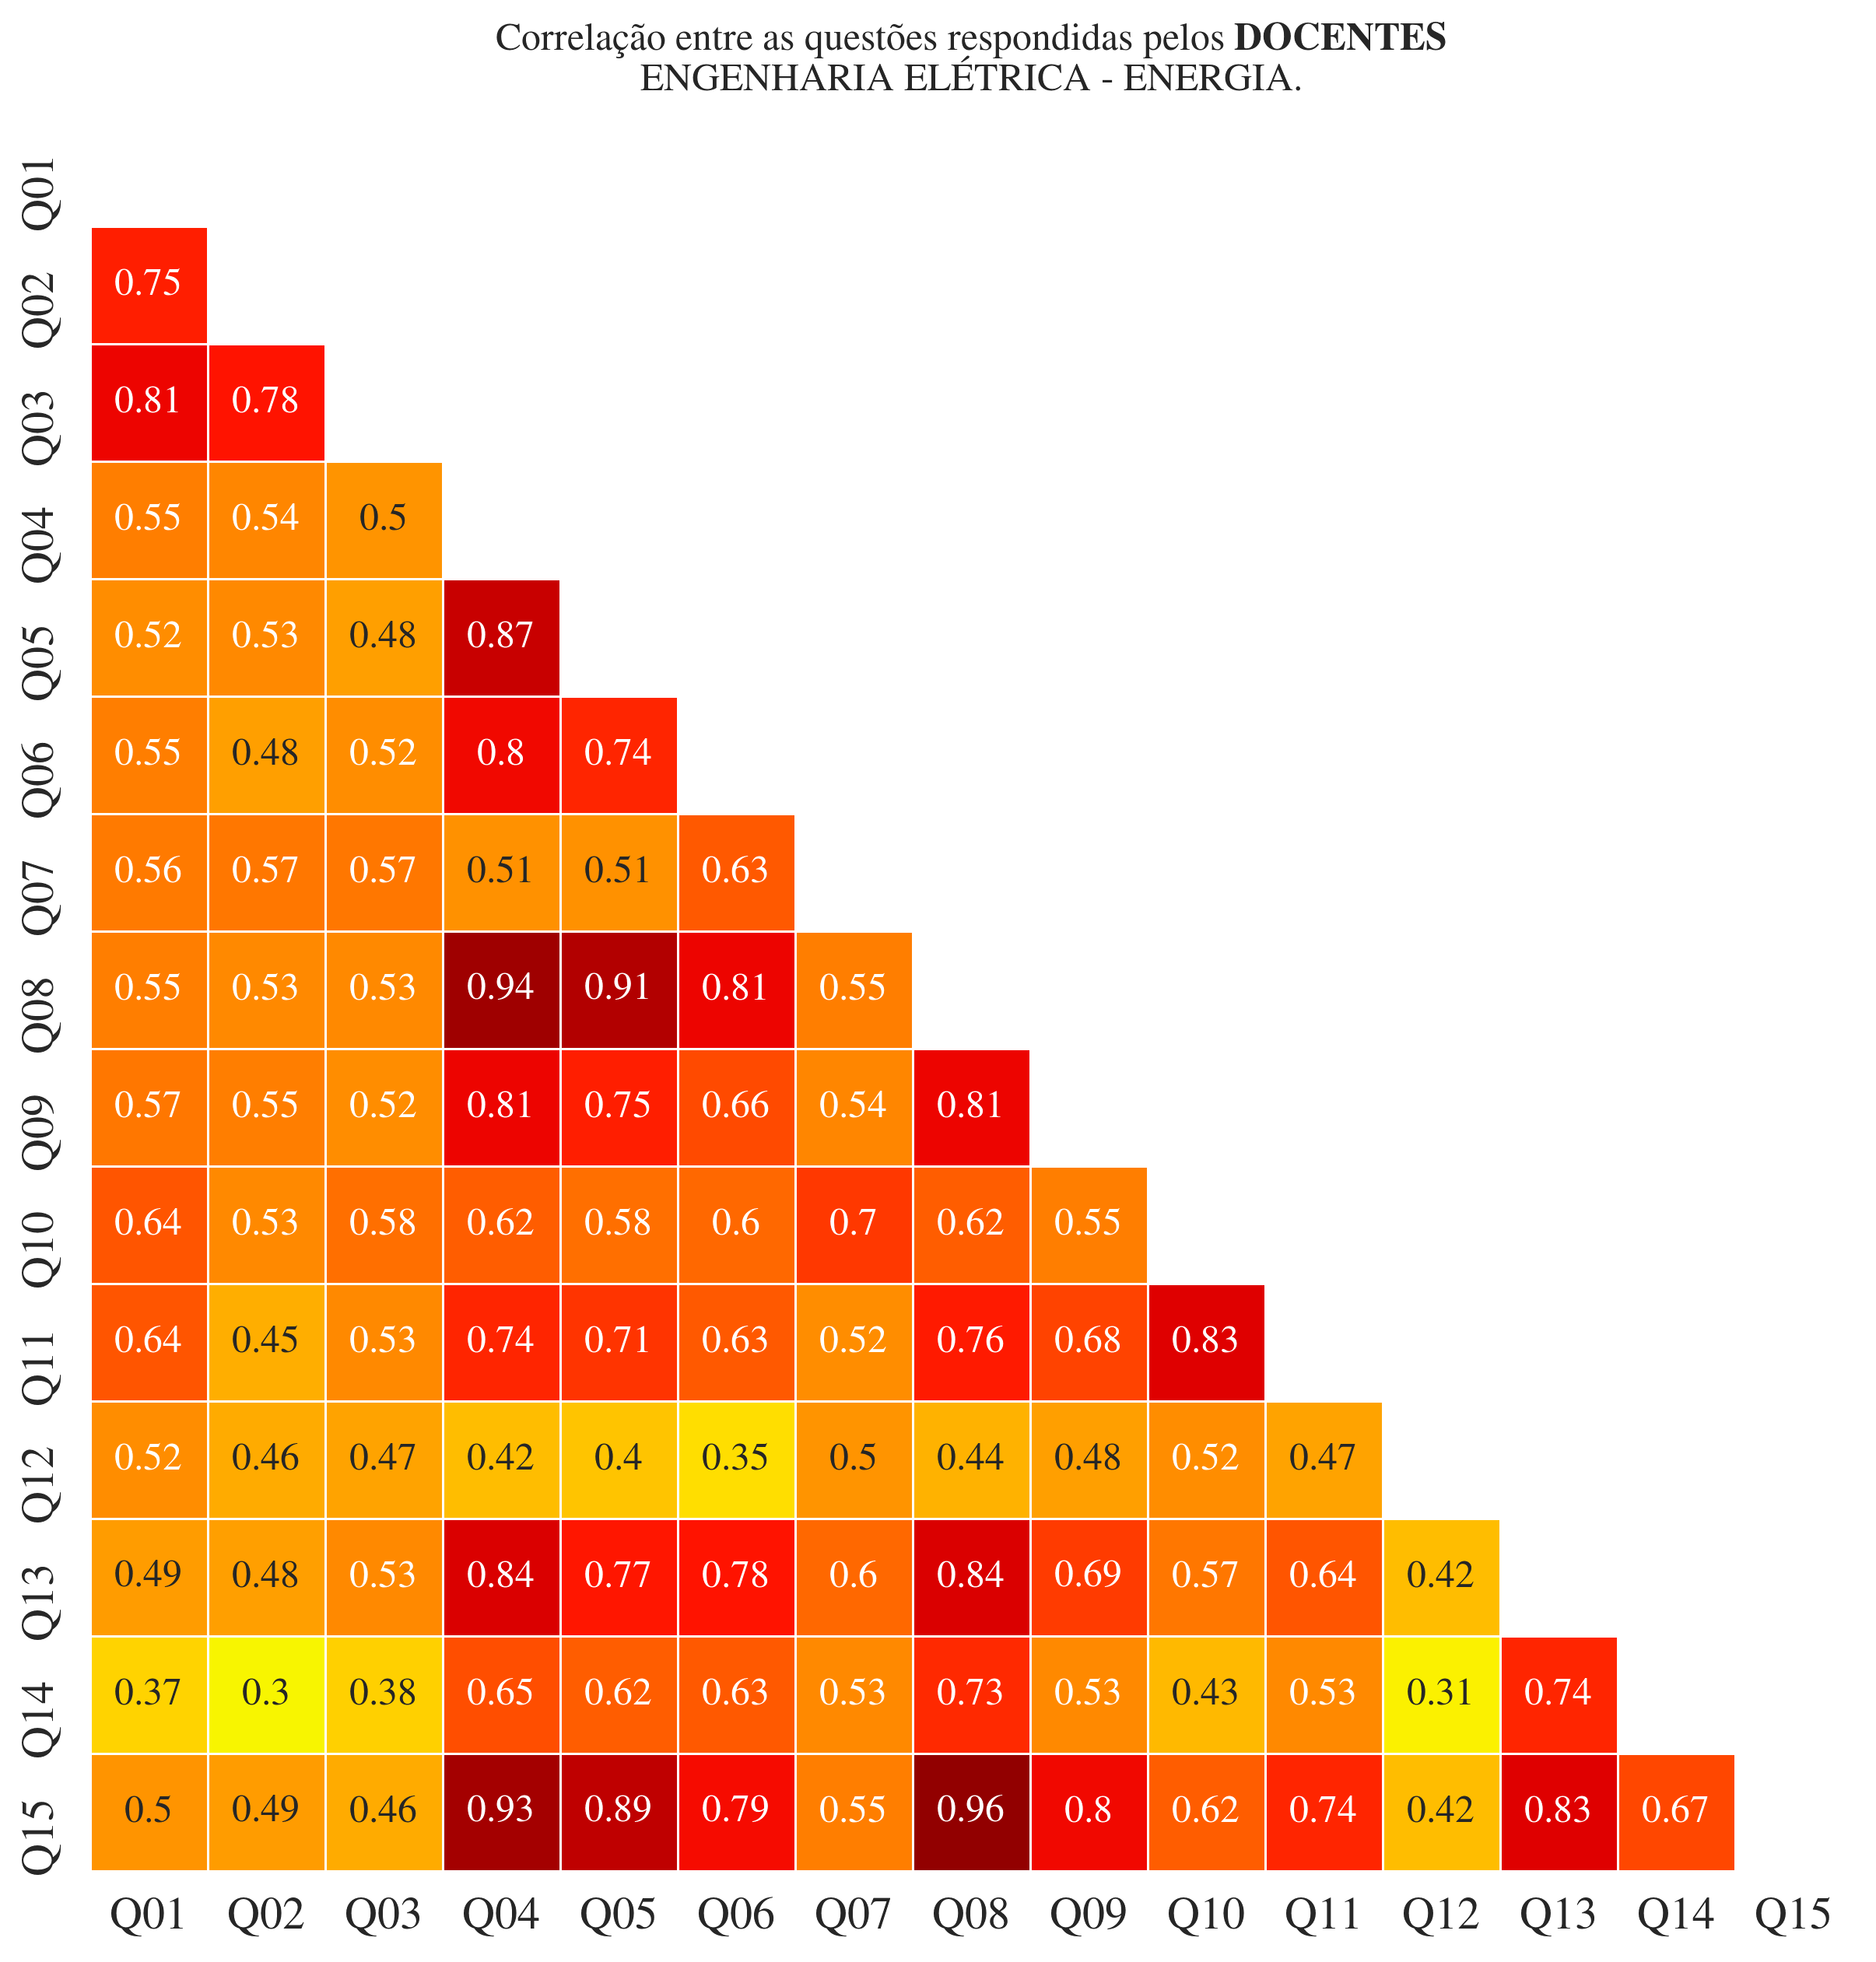 Correlação entre as questões respondidas pelos DOCENTES
ENGENHARIA ELÉTRICA - ENERGIA.
Q01
Q02 0.75
Q03 0.81 0.78
Q04 0.55 0.54 0.5
Q05 0.52 0.53 0.48 0.87
Q06 0.55 0.48 0.52 0.8 0.74
Q07 0.56 0.57 0.57 0.51 0.51 0.63
Q08 0.55 0.53 0.53 0.94 0.91 0.81 0.55
Q09 0.57 0.55 0.52 0.81 0.75 0.66 0.54 0.81
Q10 0.64 0.53 0.58 0.62 0.58 0.6 0.7 0.62 0.55
Q11 0.64 0.45 0.53 0.74 0.71 0.63 0.52 0.76 0.68 0.83
Q12 0.52 0.46 0.47 0.42 0.4 0.35 0.5 0.44 0.48 0.52 0.47
Q13 0.49 0.48 0.53 0.84 0.77 0.78 0.6 0.84 0.69 0.57 0.64 0.42
Q14 0.37 0.3 0.38 0.65 0.62 0.63 0.53 0.73 0.53 0.43 0.53 0.31 0.74
Q15 0.5 0.49 0.46 0.93 0.89 0.79 0.55 0.96 0.8 0.62 0.74 0.42 0.83 0.67
Q01 Q02 Q03 Q04 Q05 Q06 Q07 Q08 Q09 Q10 Q11 Q12 Q13 Q14 Q15